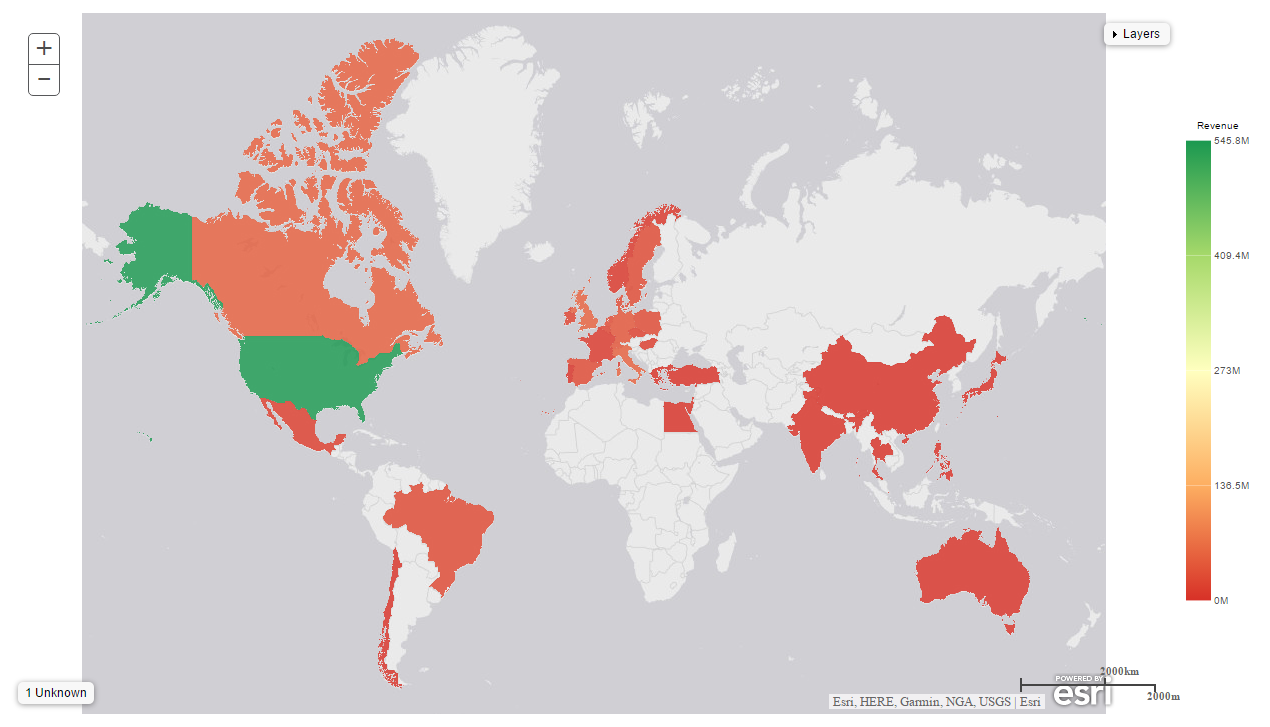 +
−
Layers
Revenue
545.8M
409.4M
273M
136.5M
0M
2000km
2000m
POWERED BY
esri
Esri, HERE, Garmin, NGA, USGS | Esri
1 Unknown